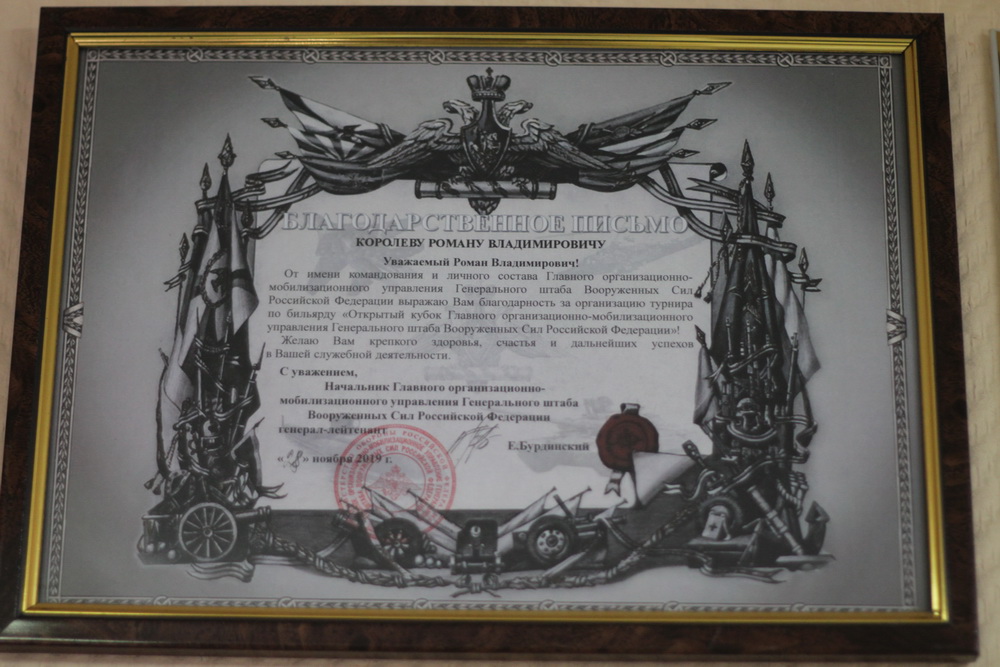 БЛАГОДАРСТВЕННОЕ ПИСЬМО
КОРОЛЕВУ РОМАНУ ВЛАДИМИРОВИЧУ
Уважаемый Роман Владимирович!
От имени командования и личного состава Главного организационно-
мобилизационного управления Генерального штаба Вооруженных Сил
Российской Федерации выражаю Вам благодарность за организацию турнира
по бильярду «Открытый кубок Главного организационно-мобилизационного
управления Генерального штаба Вооруженных Сил Российской Федерации»!
Желаю Вам крепкого здоровья, счастья и дальнейших успехов
в Вашей служебной деятельности.
С уважением,
Начальник Главного организационно-
мобилизационного управления Генерального штаба
Вооруженных Сил Российской Федерации
генерал-лейтенант
Е.Бурдинский
« » ноября 2019 г.